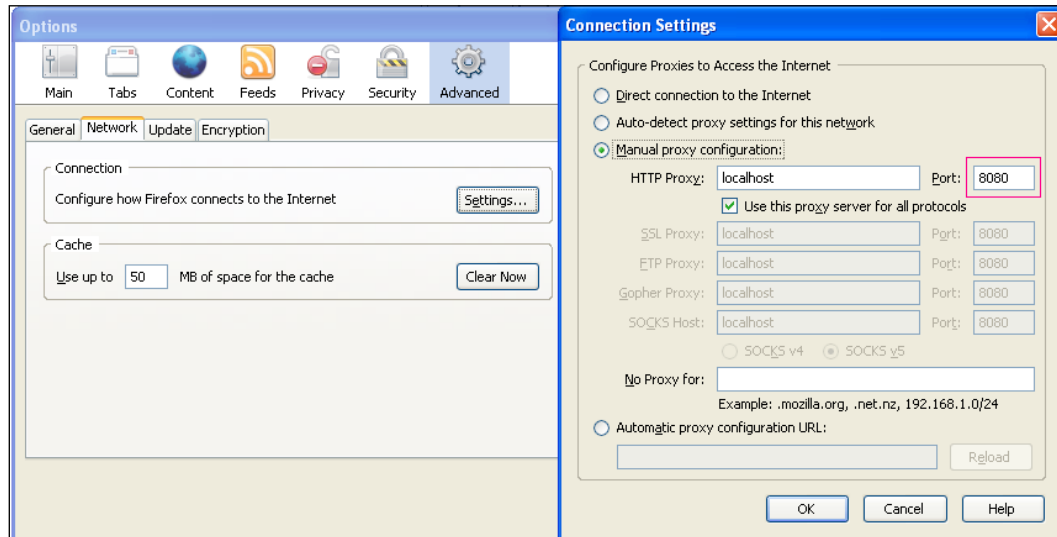 Options
Main Tabs Content Feeds Privacy Security Advanced
General Network Update Encryption
Connection
Configure how Firefox connects to the Internet Settings...
Cache
Use up to 50 MB of space for the cache Clear Now
Connection Settings
Configure Proxies to Access the Internet
Direct connection to the Internet
Auto-detect proxy settings for this network
Manual proxy configuration:
HTTP Proxy: localhost Port: 8080
Use this proxy server for all protocols
SSL Proxy: localhost Port: 8080
FTP Proxy: localhost Port: 8080
Gopher Proxy: localhost Port: 8080
SOCKS Host: localhost Port: 8080
SOCKS v4 SOCKS v5
No Proxy for:
Example: .mozilla.org, .net.nz, 192.168.1.0/24
Automatic proxy configuration URL:
Reload
OK Cancel Help